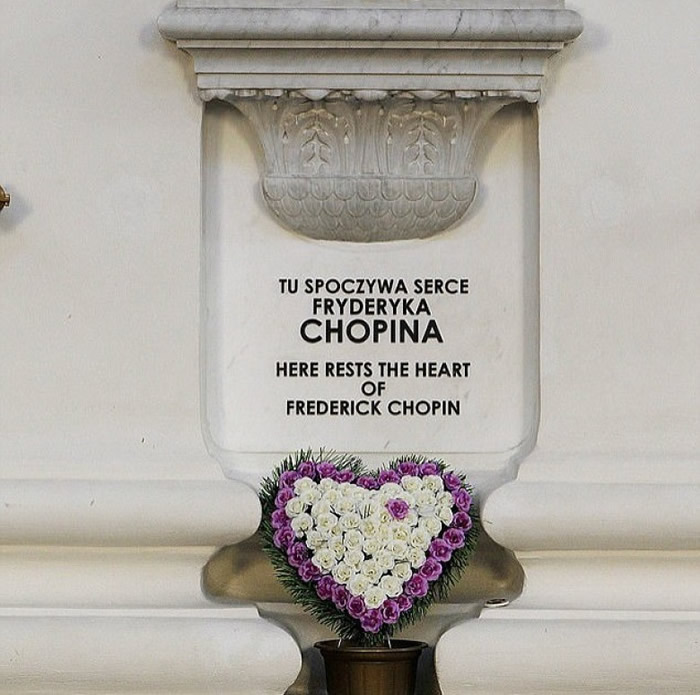 TU SPOCZYWA SERCE
FRYDERYKA
CHOPINA
HERE RESTS THE HEART
OF
FREDERICK CHOPIN